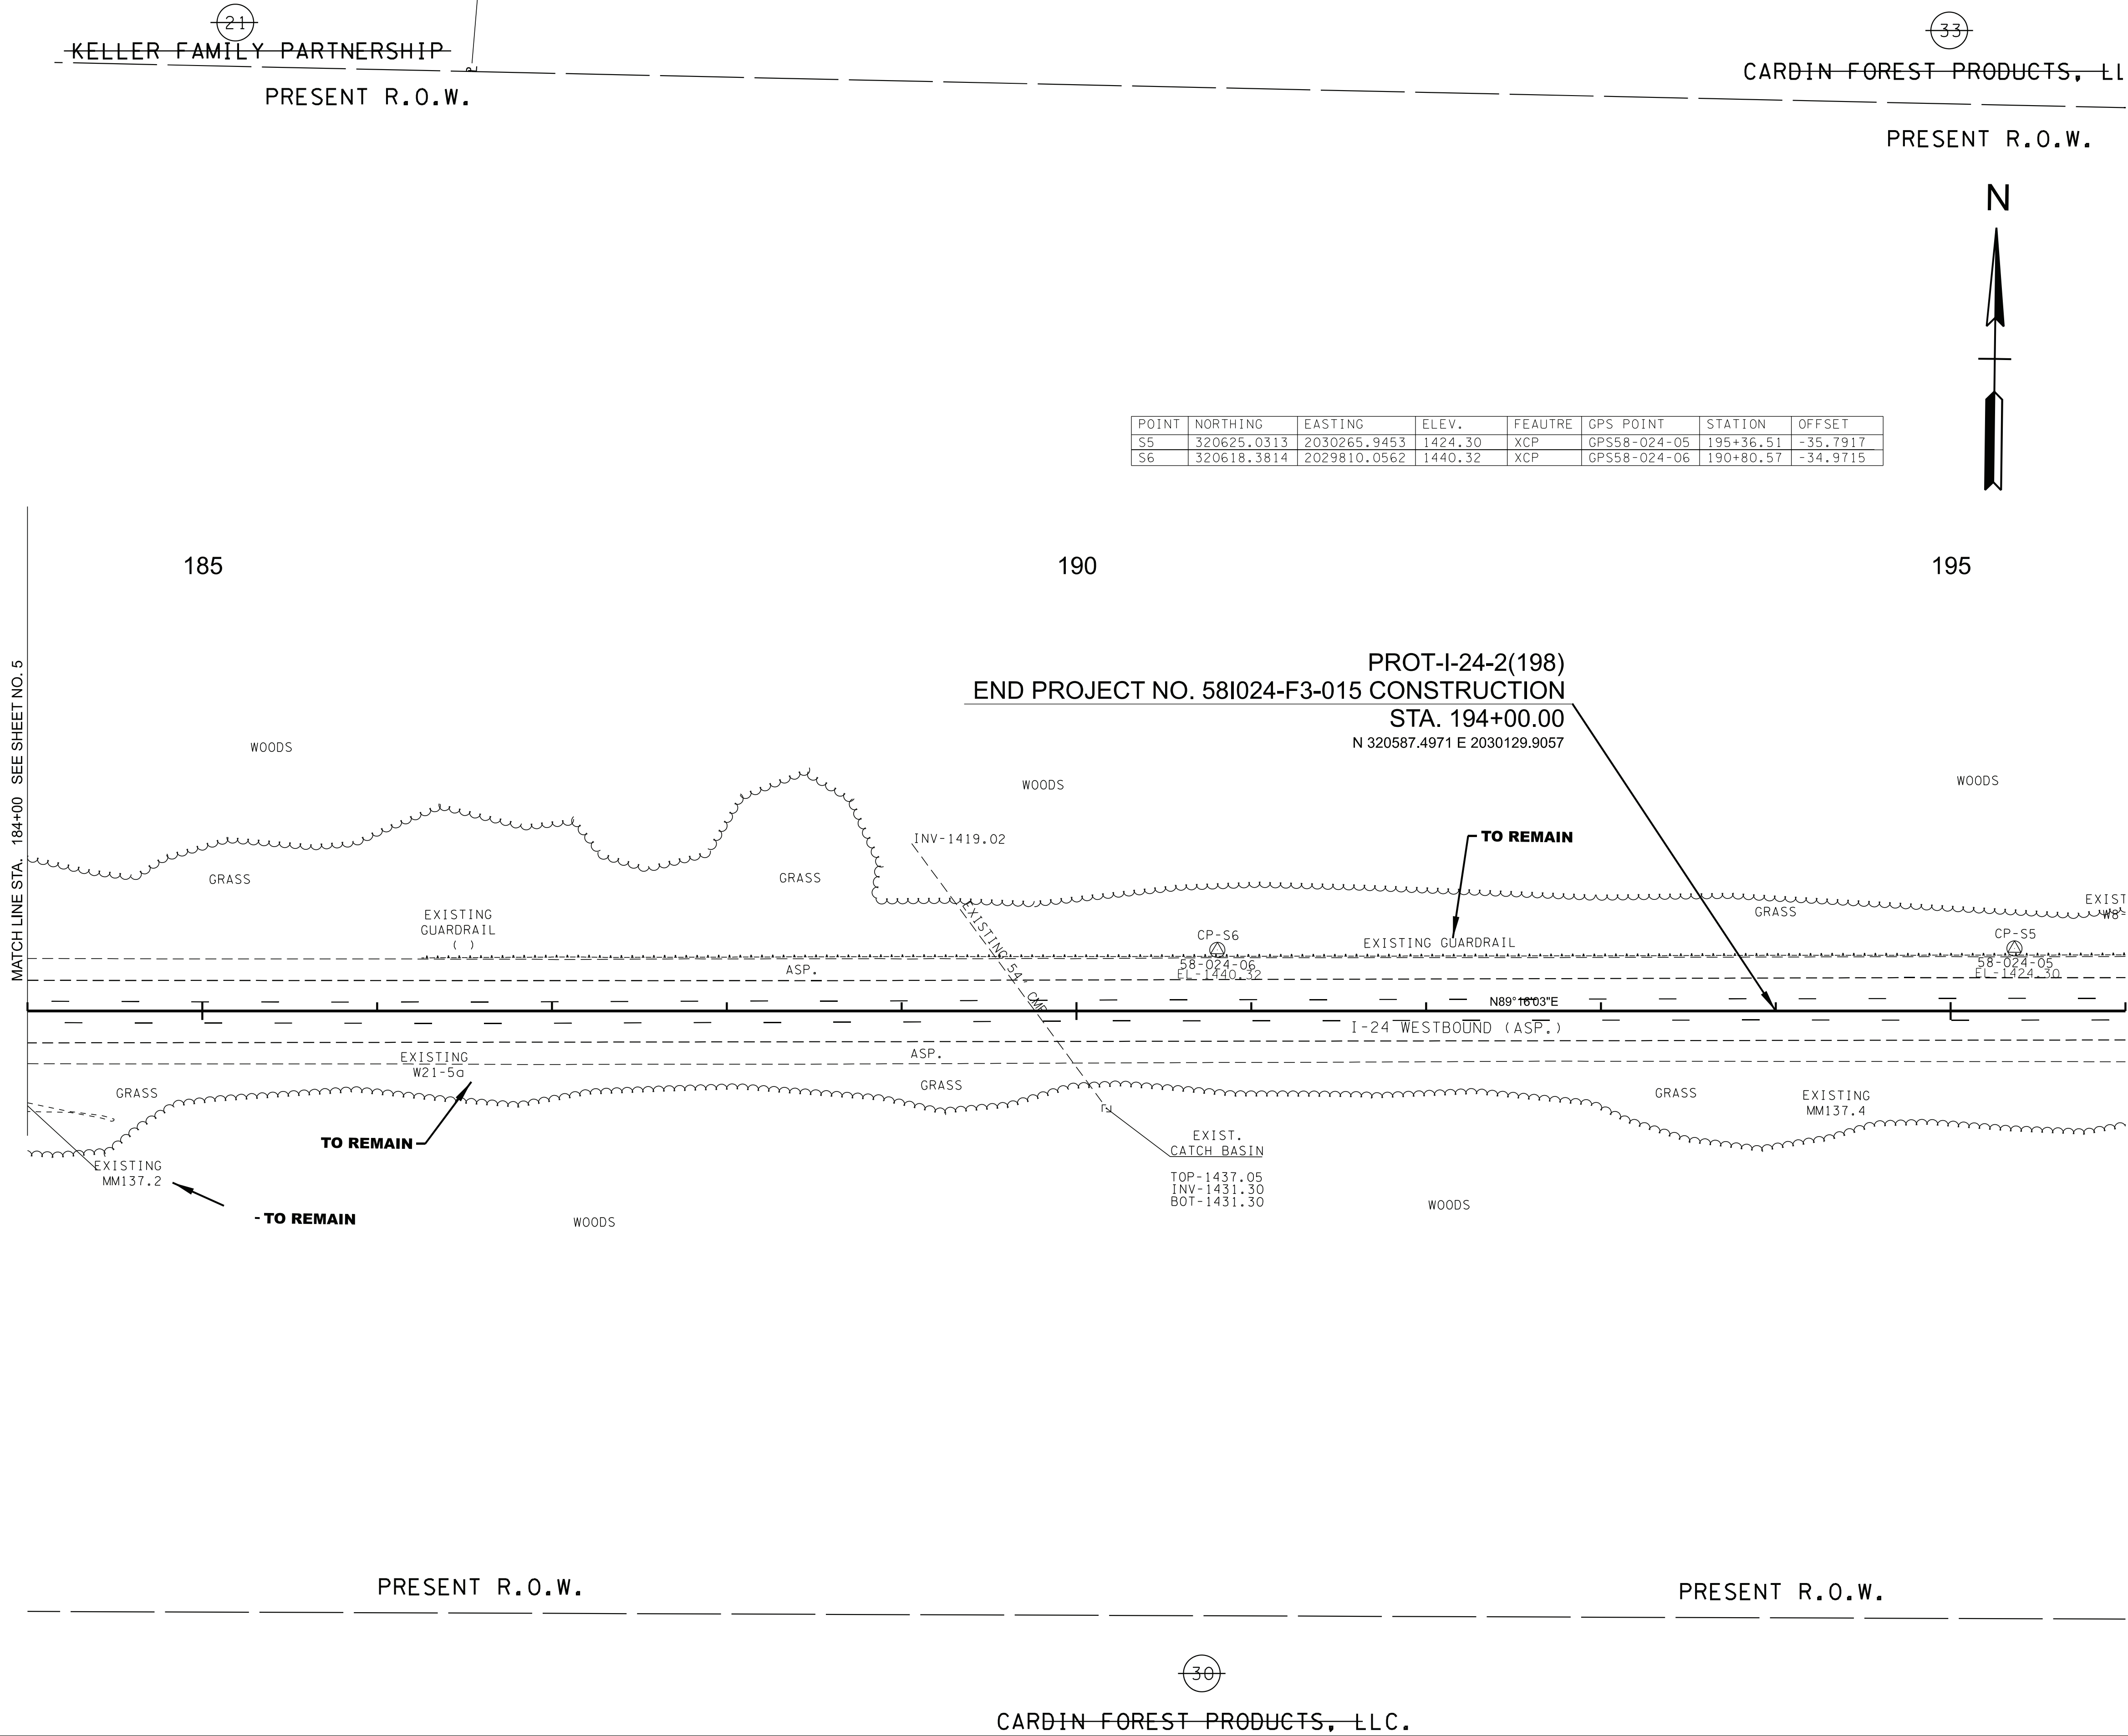 21
KELLER FAMILY PARTNERSHIP
PRESENT R.O.W.
33
CARDIN FOREST PRODUCTS, LL
PRESENT R.O.W.
N
POINT NORTHING EASTING ELEV. FEAUTRE GPS POINT STATION OFFSET
S5 320625.0313 2030265.9453 1424.30 XCP GPS58-024-05 195+36.51 -35.7917
S6 320618.3814 2029810.0562 1440.32 XCP GPS58-024-06 190+80.57 -34.9715
185 190 195
MATCH LINE STA. 184+00 SEE SHEET NO. 5
PROT-I-24-2(198)
END PROJECT NO. 58I024-F3-015 CONSTRUCTION
STA. 194+00.00
N 320587.4971 E 2030129.9057
WOODS
WOODS
WOODS
INV-1419.02
TO REMAIN
GRASS
GRASS
GRASS
EXIST
W8-
EXISTING
GUARDRAIL
( )
EXISTING 54" CMP
CP-S6
58-024-06
EL-1440.32
EXISTING GUARDRAIL
CP-S5
58-024-05
EL-1424.30
ASP.
N89°16'03"E
I-24 WESTBOUND (ASP.)
EXISTING
W21-5a
ASP.
GRASS
GRASS
GRASS
EXISTING
MM137.4
TO REMAIN
EXIST.
CATCH BASIN
TOP-1437.05
INV-1431.30
BOT-1431.30
EXISTING
MM137.2
- TO REMAIN
WOODS
WOODS
PRESENT R.O.W.
PRESENT R.O.W.
30
CARDIN FOREST PRODUCTS, LLC.